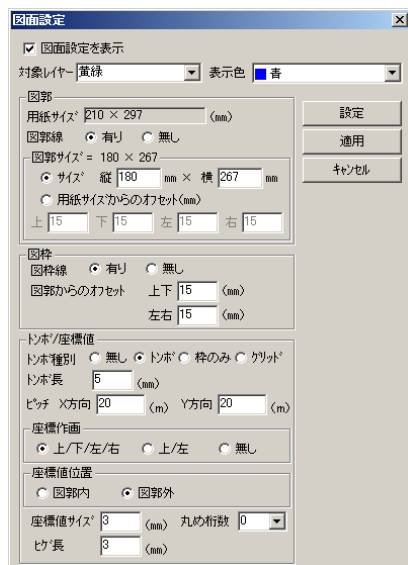 図面設定
図面設定を表示
対象レイヤー 黄緑 表示色 青
図郭
用紙サイズ 210 × 297 (mm)
設定
図郭線 有り 無し
適用
図郭サイズ = 180 × 267
キャンセル
サイズ 縦 180 mm × 横 267 mm
用紙サイズからのオフセット(mm)
上 15 下 15 左 15 右 15
図枠
図枠線 有り 無し
図郭からのオフセット 上下 15 (mm)
左右 15 (mm)
トンボ/座標値
トンボ種別 無し トンボ 枠のみ グリッド
トンボ長 5 (mm)
ピッチ X方向 20 (m) Y方向 20 (m)
座標作画
上/下/左/右 上/左 無し
座標値位置
図郭内 図郭外
座標値サイズ 3 (mm) 丸め桁数 0
ヒゲ長 3 (mm)